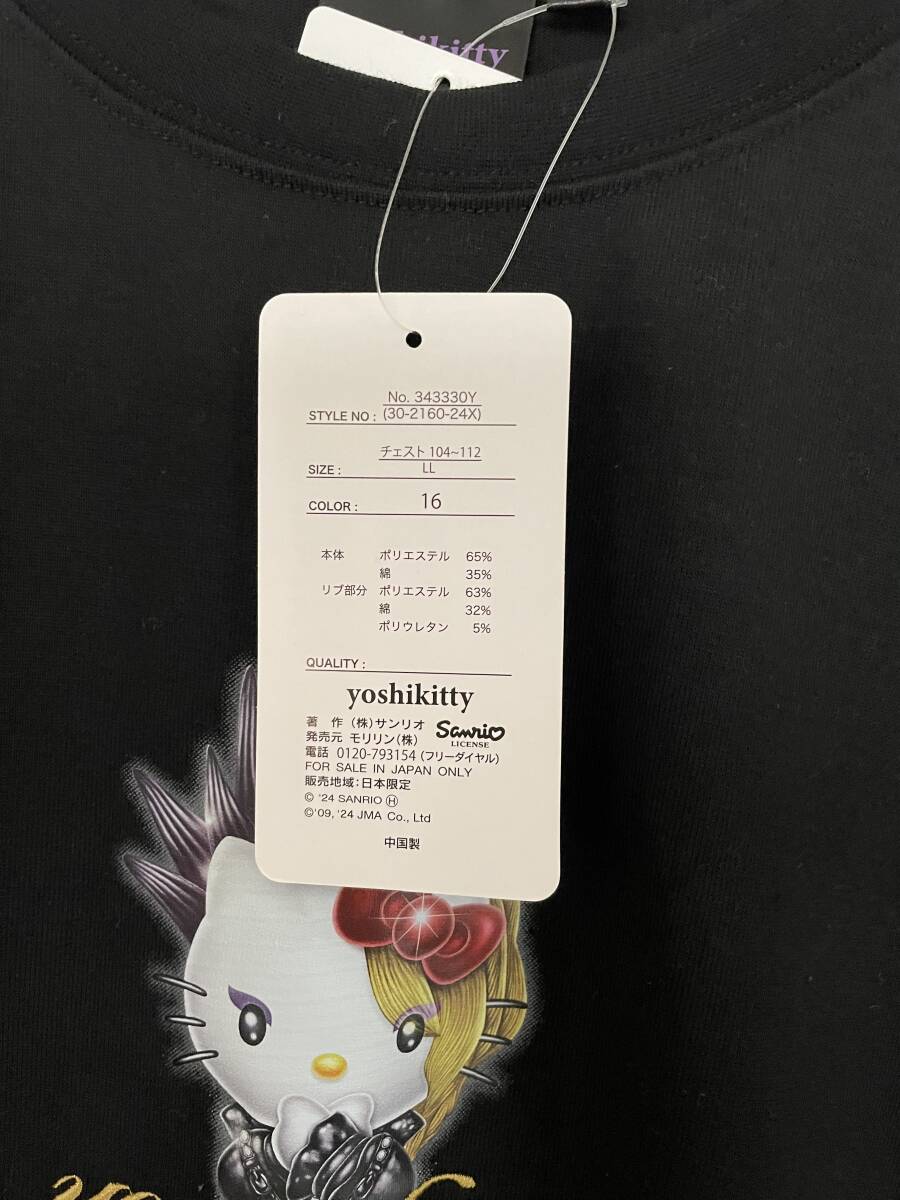 No. 343330Y
STYLE NO : (30-2160-24X)
チェスト 104~112
SIZE : LL
COLOR : 16
本体 ポリエステル 65%
綿 35%
リブ部分 ポリエステル 63%
綿 32%
ポリウレタン 5%
QUALITY :
yoshikitty
著 作 (株)サンリオ Sanrio
発売元 モリリン(株) LICENSE
電話 0120-793154 (フリーダイヤル)
FOR SALE IN JAPAN ONLY
販売地域:日本限定
© '24 SANRIO Ⓗ
©'09, '24 JMA Co., Ltd
中国製